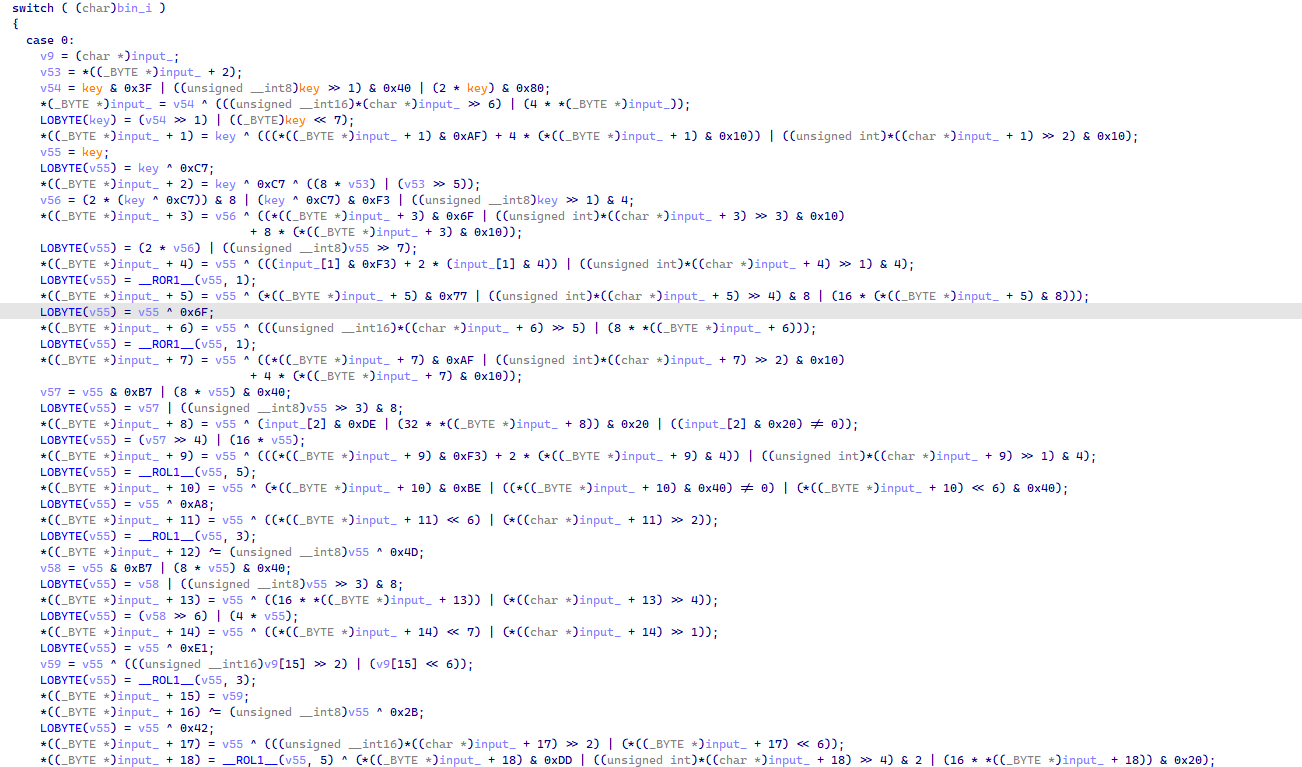 switch ( (char)bin_i )
{
case 0:
v9 = (char *)input_;
v53 = *((_BYTE *)input_ + 2);
v54 = key & 0x3F | ((unsigned __int8)key >> 1) & 0x40 | (2 * key) & 0x80;
*(_BYTE *)input_ = v54 ^ (((unsigned __int16)*(char *)input_ >> 6) | (4 * *(_BYTE *)input_));
LOBYTE(key) = (v54 >> 1) | ((_BYTE)key << 7);
*((_BYTE *)input_ + 1) = key ^ (((*((_BYTE *)input_ + 1) & 0xAF) + 4 * (*((_BYTE *)input_ + 1) & 0x10)) | ((unsigned int)*((char *)input_ + 1) >> 2) & 0x10);
v55 = key;
LOBYTE(v55) = key ^ 0xC7;
*((_BYTE *)input_ + 2) = key ^ 0xC7 ^ ((8 * v53) | (v53 >> 5));
v56 = (2 * (key ^ 0xC7)) & 8 | (key ^ 0xC7) & 0xF3 | ((unsigned __int8)key >> 1) & 4;
*((_BYTE *)input_ + 3) = v56 ^ ((*((_BYTE *)input_ + 3) & 0x6F | ((unsigned int)*((char *)input_ + 3) >> 3) & 0x10)
+ 8 * (*((_BYTE *)input_ + 3) & 0x10));
LOBYTE(v55) = (2 * v56) | ((unsigned __int8)v55 >> 7);
*((_BYTE *)input_ + 4) = v55 ^ (((input_[1] & 0xF3) + 2 * (input_[1] & 4)) | ((unsigned int)*((char *)input_ + 4) >> 1) & 4);
LOBYTE(v55) = __ROR1__(v55, 1);
*((_BYTE *)input_ + 5) = v55 ^ (*((_BYTE *)input_ + 5) & 0x77 | ((unsigned int)*((char *)input_ + 5) >> 4) & 8 | (16 * (*((_BYTE *)input_ + 5) & 8)));
LOBYTE(v55) = v55 ^ 0x6F;
*((_BYTE *)input_ + 6) = v55 ^ (((unsigned __int16)*((char *)input_ + 6) >> 5) | (8 * *((_BYTE *)input_ + 6)));
LOBYTE(v55) = __ROR1__(v55, 1);
*((_BYTE *)input_ + 7) = v55 ^ ((*((_BYTE *)input_ + 7) & 0xAF | ((unsigned int)*((char *)input_ + 7) >> 2) & 0x10)
+ 4 * (*((_BYTE *)input_ + 7) & 0x10));
v57 = v55 & 0xB7 | (8 * v55) & 0x40;
LOBYTE(v55) = v57 | ((unsigned __int8)v55 >> 3) & 8;
*((_BYTE *)input_ + 8) = v55 ^ (input_[2] & 0xDE | (32 * *((_BYTE *)input_ + 8)) & 0x20 | ((input_[2] & 0x20) != 0));
LOBYTE(v55) = (v57 >> 4) | (16 * v55);
*((_BYTE *)input_ + 9) = v55 ^ (((*((_BYTE *)input_ + 9) & 0xF3) + 2 * (*((_BYTE *)input_ + 9) & 4)) | ((unsigned int)*((char *)input_ + 9) >> 1) & 4);
LOBYTE(v55) = __ROL1__(v55, 5);
*((_BYTE *)input_ + 10) = v55 ^ (*((_BYTE *)input_ + 10) & 0xBE | ((*((_BYTE *)input_ + 10) & 0x40) != 0) | (*((_BYTE *)input_ + 10) << 6) & 0x40);
LOBYTE(v55) = v55 ^ 0xA8;
*((_BYTE *)input_ + 11) = v55 ^ ((*((_BYTE *)input_ + 11) << 6) | (*((char *)input_ + 11) >> 2));
LOBYTE(v55) = __ROL1__(v55, 3);
*((_BYTE *)input_ + 12) ^= (unsigned __int8)v55 ^ 0x4D;
v58 = v55 & 0xB7 | (8 * v55) & 0x40;
LOBYTE(v55) = v58 | ((unsigned __int8)v55 >> 3) & 8;
*((_BYTE *)input_ + 13) = v55 ^ ((16 * *((_BYTE *)input_ + 13)) | (*((char *)input_ + 13) >> 4));
LOBYTE(v55) = (v58 >> 6) | (4 * v55);
*((_BYTE *)input_ + 14) = v55 ^ ((*((_BYTE *)input_ + 14) << 7) | (*((char *)input_ + 14) >> 1));
LOBYTE(v55) = v55 ^ 0xE1;
v59 = v55 ^ (((unsigned __int16)v9[15] >> 2) | (v9[15] << 6));
LOBYTE(v55) = __ROL1__(v55, 3);
*((_BYTE *)input_ + 15) = v59;
*((_BYTE *)input_ + 16) ^= (unsigned __int8)v55 ^ 0x2B;
LOBYTE(v55) = v55 ^ 0x42;
*((_BYTE *)input_ + 17) = v55 ^ (((unsigned __int16)*((char *)input_ + 17) >> 2) | (*((_BYTE *)input_ + 17) << 6));
*((_BYTE *)input_ + 18) = __ROL1__(v55, 5) ^ (*((_BYTE *)input_ + 18) & 0xDD | ((unsigned int)*((char *)input_ + 18) >> 4) & 2 | (16 * *((_BYTE *)input_ + 18)) & 0x20);